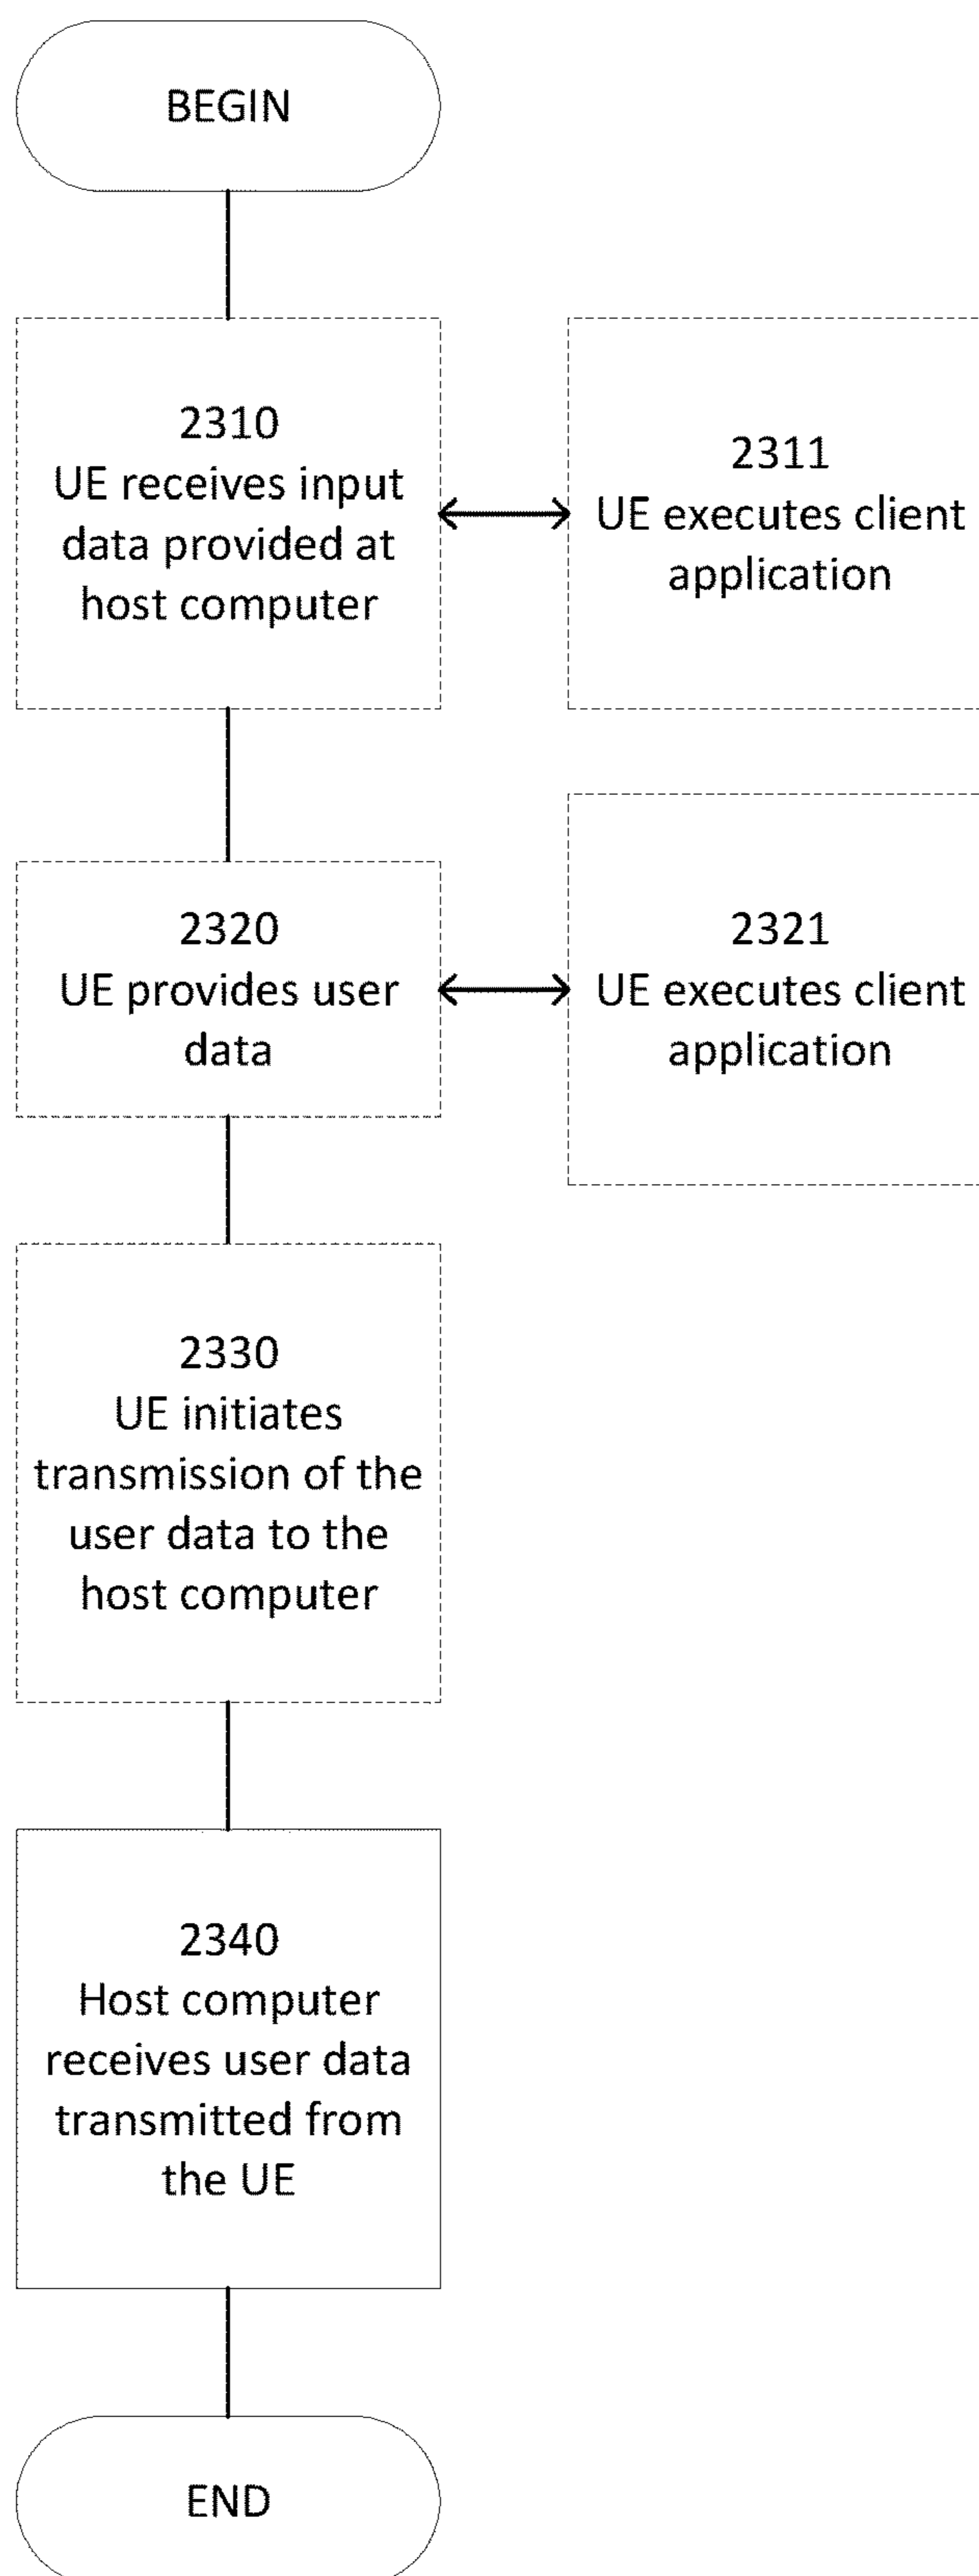 BEGIN
2310
UE receives input
data provided at
host computer
2311
UE executes client
application
2320
UE provides user
data
2321
UE executes client
application
2330
UE initiates
transmission of the
user data to the
host computer
2340
Host computer
receives user data
transmitted from
the UE
END